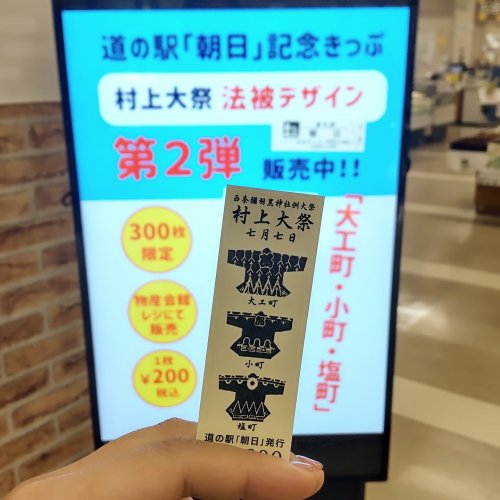 道の駅「朝日」記念きっぷ
村上大祭 法被デザイン
第2弾 販売中!!
300枚
限定
物産会館
レジにて
販売
1枚
¥200
税込
「大工町・小町・塩町」
西奈彌羽黒神社例大祭
村上大祭
七月七日
大工町
小町
塩町
道の駅「朝日」発行